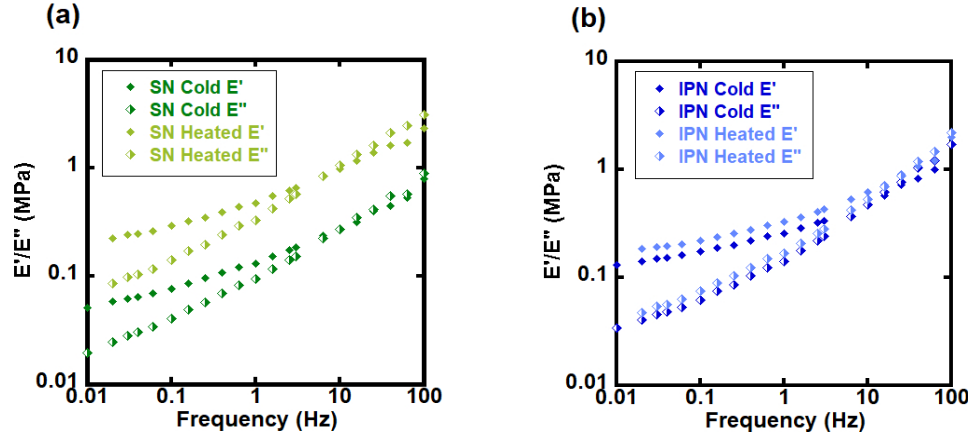 (a)
10
SN Cold E'
SN Cold E"
SN Heated E'
SN Heated E"
1
E'/E" (MPa)
0.1
0.01
0.01 0.1 1 10 100
Frequency (Hz)
(b)
10
IPN Cold E'
IPN Cold E"
IPN Heated E'
IPN Heated E"
1
E'/E" (MPa)
0.1
0.01
0.01 0.1 1 10 100
Frequency (Hz)